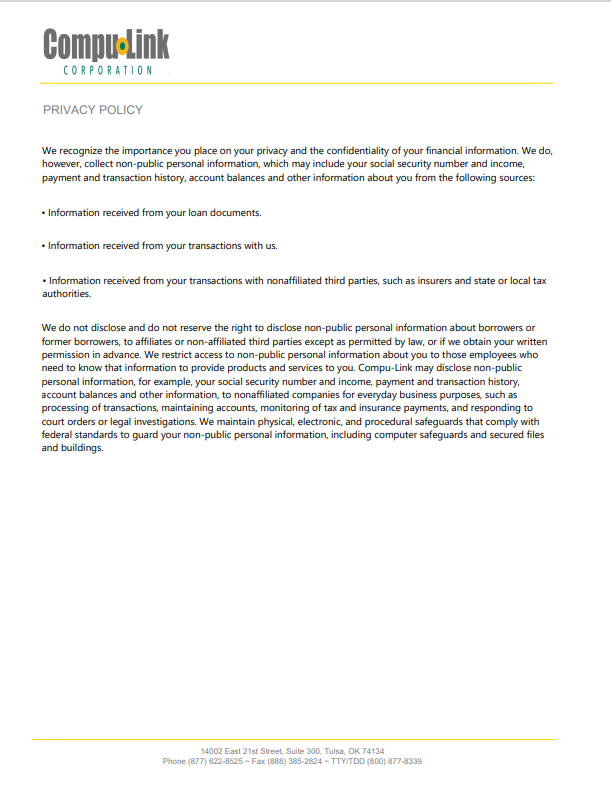 Compu-Link
CORPORATION
PRIVACY POLICY
We recognize the importance you place on your privacy and the confidentiality of your financial information. We do,
however, collect non-public personal information, which may include your social security number and income,
payment and transaction history, account balances and other information about you from the following sources:
• Information received from your loan documents.
• Information received from your transactions with us.
• Information received from your transactions with nonaffiliated third parties, such as insurers and state or local tax
authorities.
We do not disclose and do not reserve the right to disclose non-public personal information about borrowers or
former borrowers, to affiliates or non-affiliated third parties except as permitted by law, or if we obtain your written
permission in advance. We restrict access to non-public personal information about you to those employees who
need to know that information to provide products and services to you. Compu-Link may disclose non-public
personal information, for example, your social security number and income, payment and transaction history,
account balances and other information, to nonaffiliated companies for everyday business purposes, such as
processing of transactions, maintaining accounts, monitoring of tax and insurance payments, and responding to
court orders or legal investigations. We maintain physical, electronic, and procedural safeguards that comply with
federal standards to guard your non-public personal information, including computer safeguards and secured files
and buildings.
14002 East 21st Street, Suite 300, Tulsa, OK 74134
Phone (877) 622-8525 ~ Fax (888) 385-2824 ~ TTY/TDD (800) 877-8339